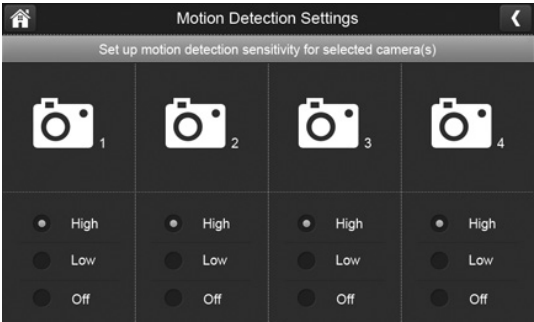 Motion Detection Settings
Set up motion detection sensitivity for selected camera(s)
1 2 3 4
High High High High
Low Low Low Low
Off Off Off Off